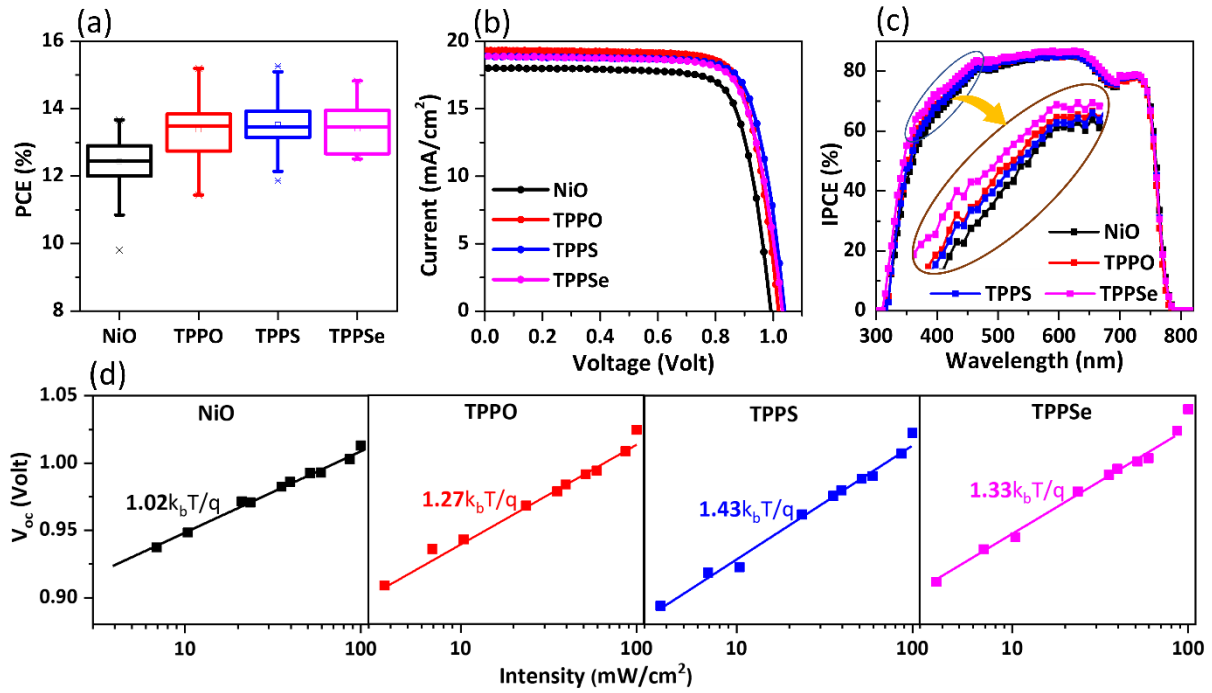 (a)
PCE (%)
16
14
12
10
8
NiO TPPO TPPS TPPSe
(b)
Current (mA/cm²)
20
15
10
5
0
NiO
TPPO
TPPS
TPPSe
0.0 0.2 0.4 0.6 0.8 1.0
Voltage (Volt)
(c)
IPCE (%)
80
60
40
20
0
NiO
TPPO
TPPS TPPSe
300 400 500 600 700 800
Wavelength (nm)
(d)
Voc (Volt)
1.05
1.00
0.95
0.90
NiO
1.02kbT/q
TPPO
1.27kbT/q
TPPS
1.43kbT/q
TPPSe
1.33kbT/q
10 100 10 100 10 100 10 100
Intensity (mW/cm²)